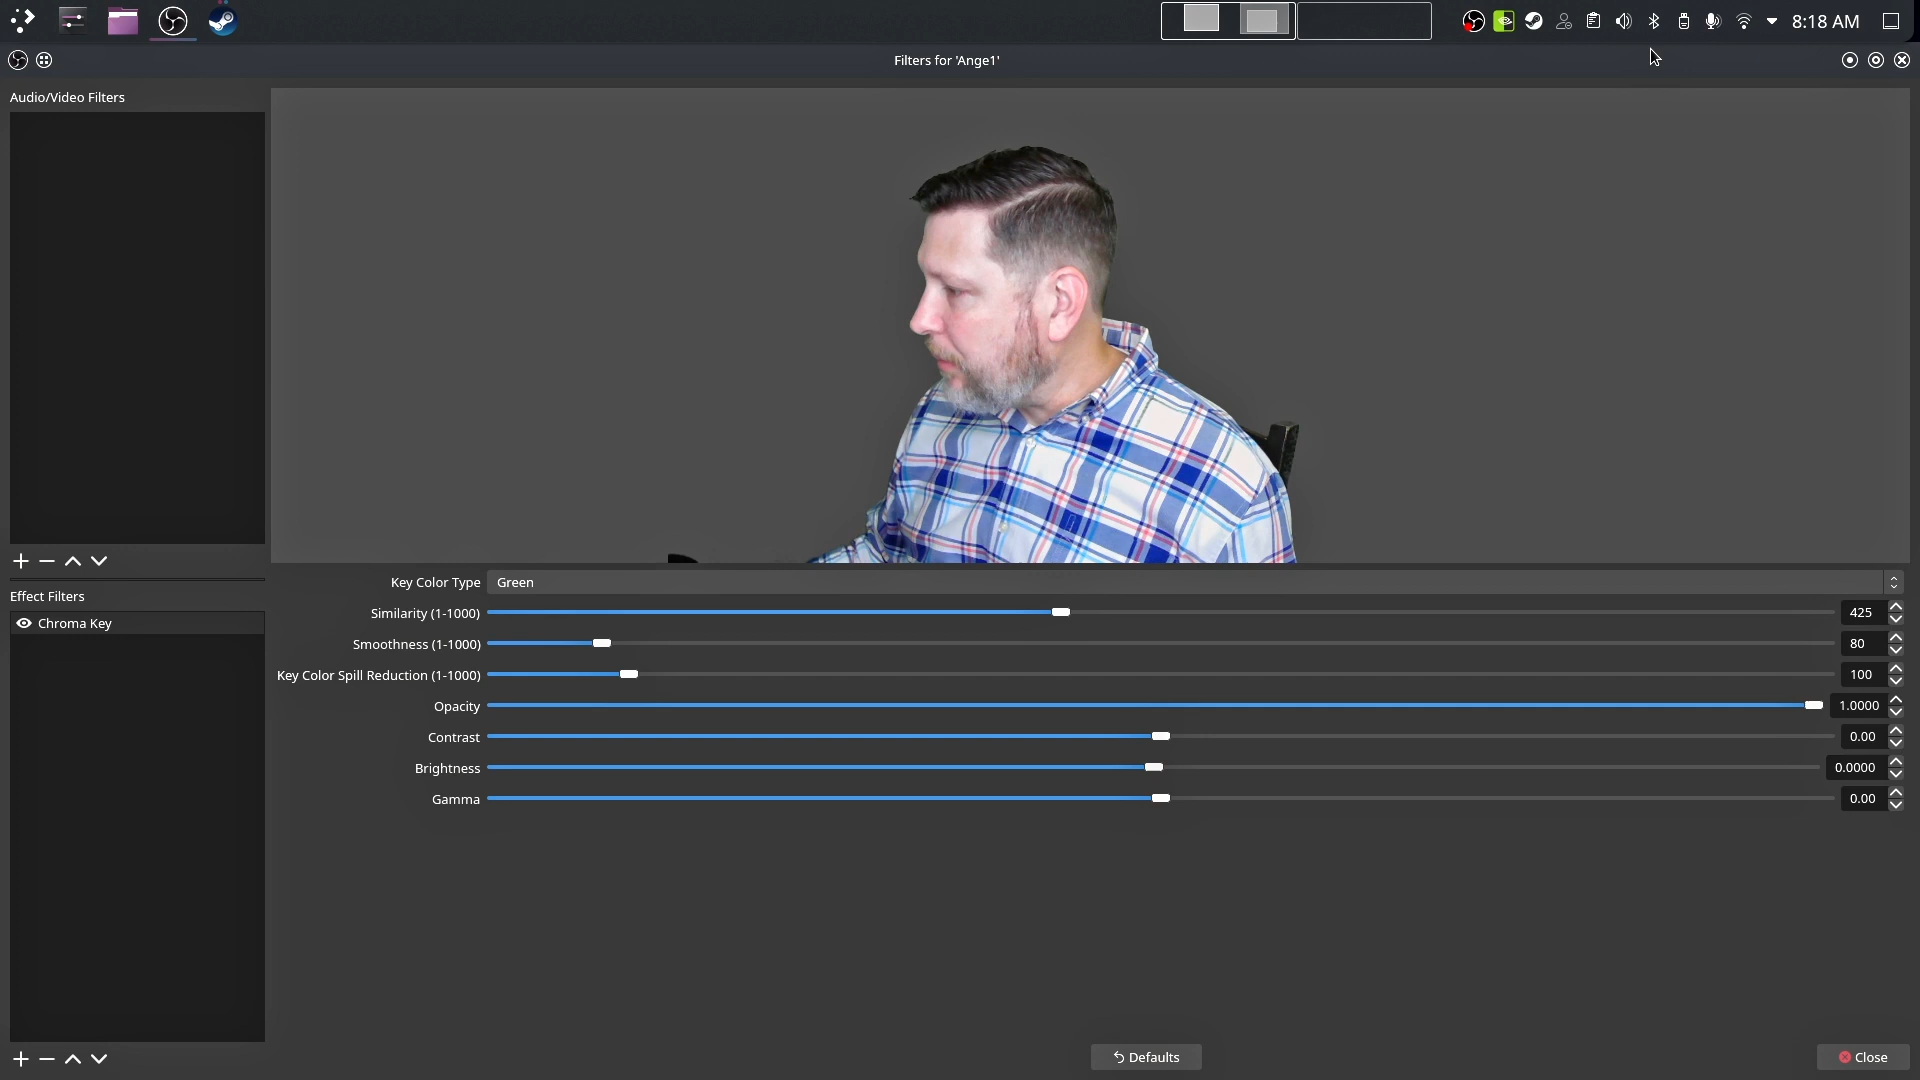 8:18 AM
Filters for 'Ange1'
Audio/Video Filters
Key Color Type Green
Effect Filters
Chroma Key
Similarity (1-1000) 425
Smoothness (1-1000) 80
Key Color Spill Reduction (1-1000) 100
Opacity 1.0000
Contrast 0.00
Brightness 0.0000
Gamma 0.00
Defaults
Close